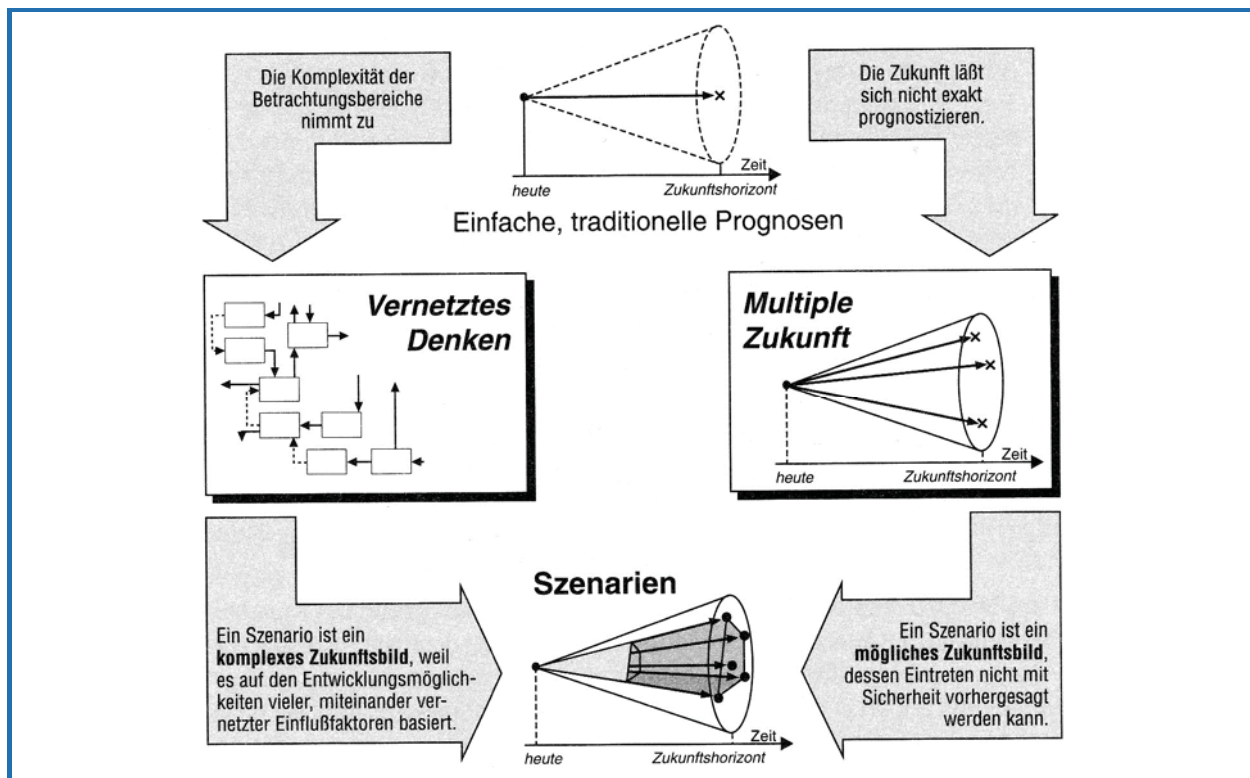 Die Komplexität der
Betrachtungsbereiche
nimmt zu
Die Zukunft läßt
sich nicht exakt
prognostizieren.
Zeit
heute
Zukunftshorizont
Einfache, traditionelle Prognosen
Vernetztes
Denken
Multiple
Zukunft
Zeit
heute
Zukunftshorizont
Szenarien
Ein Szenario ist ein
komplexes Zukunftsbild, weil
es auf den Entwicklungsmöglich-
keiten vieler, miteinander ver-
netzter Einflußfaktoren basiert.
Ein Szenario ist ein
mögliches Zukunftsbild,
dessen Eintreten nicht mit
Sicherheit vorhergesagt
werden kann.
Zeit
heute
Zukunftshorizont